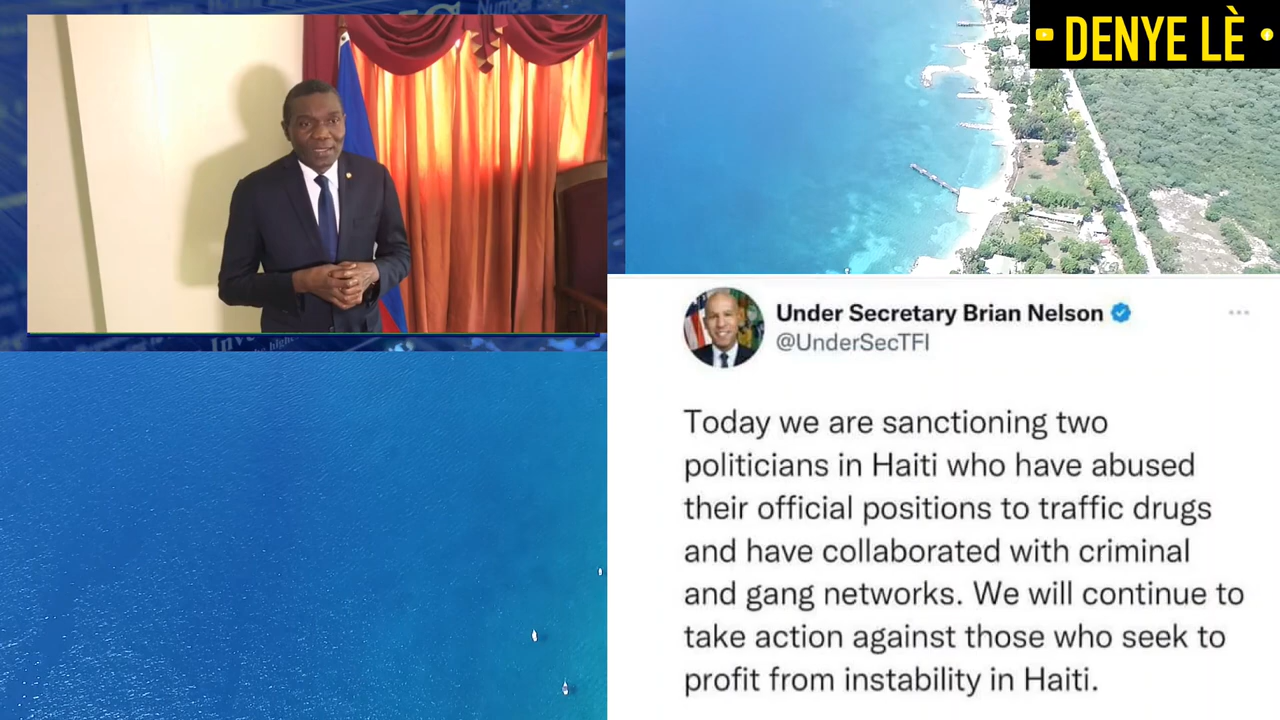 DENYE LÈ
Under Secretary Brian Nelson
@UnderSecTFI
Today we are sanctioning two
politicians in Haiti who have abused
their official positions to traffic drugs
and have collaborated with criminal
and gang networks. We will continue to
take action against those who seek to
profit from instability in Haiti.